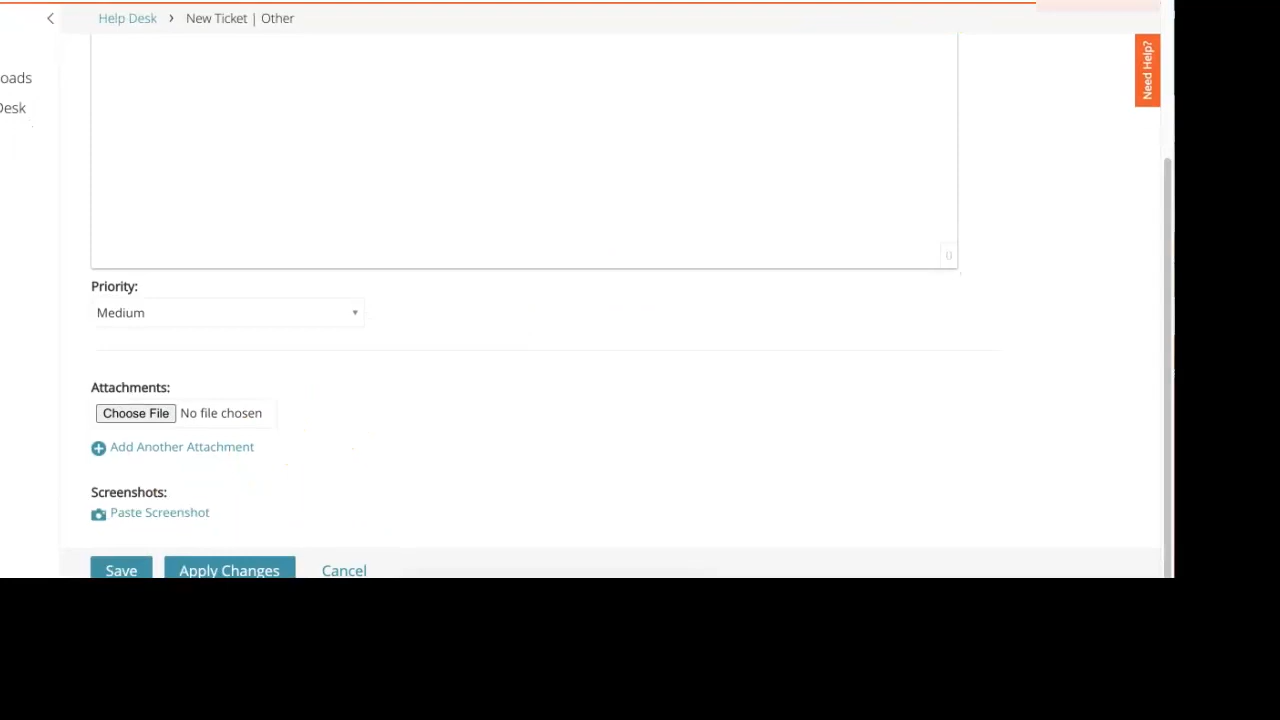 Help Desk › New Ticket | Other
Need Help?
oads
Desk
0
Priority:
Medium
Attachments:
Choose File No file chosen
Add Another Attachment
Screenshots:
Paste Screenshot
Save Apply Changes Cancel